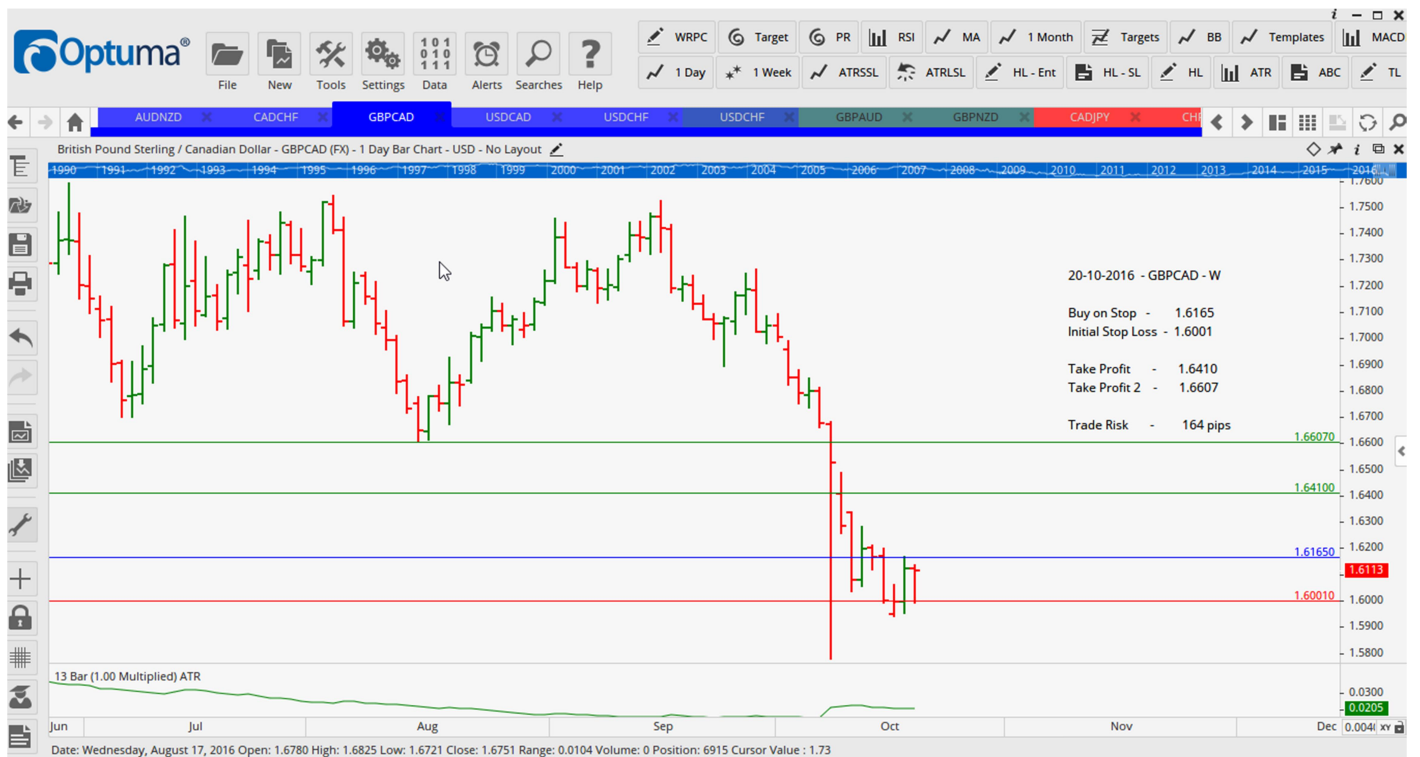 i
Optuma®
File New Tools Settings Data Alerts Searches Help
101
010
111
WRPC Target PR RSI MA 1 Month Targets BB Templates MACD
1 Day 1 Week ATRSSL ATRLSL HL - Ent HL - SL HL ATR ABC TL
AUDNZD CADCHF GBPCAD USDCAD USDCHF USDCHF GBPAUD GBPNZD CADJPY CHF
British Pound Sterling / Canadian Dollar - GBPCAD (FX) - 1 Day Bar Chart - USD - No Layout
1990 1991 1992 1993 1994 1995 1996 1997 1998 1999 2000 2001 2002 2003 2004 2005 2006 2007 2008 2009 2010 2011 2012 2013 2014 2015 2016
1.7600
1.7500
1.7400
1.7300
20-10-2016 - GBPCAD - W
1.7200
Buy on Stop - 1.6165
1.7100
Initial Stop Loss - 1.6001
1.7000
1.6900
Take Profit - 1.6410
1.6800
Take Profit 2 - 1.6607
1.6700
Trade Risk - 164 pips
1.66070
1.6600
1.6500
1.64100
1.6400
1.6300
1.6200
1.61650
1.6113
1.60010
1.6000
1.5900
1.5800
13 Bar (1.00 Multiplied) ATR
0.0300
0.0205
Jun Jul Aug Sep Oct Nov Dec 0.004 XY
Date: Wednesday, August 17, 2016 Open: 1.6780 High: 1.6825 Low: 1.6721 Close: 1.6751 Range: 0.0104 Volume: 0 Position: 6915 Cursor Value : 1.73